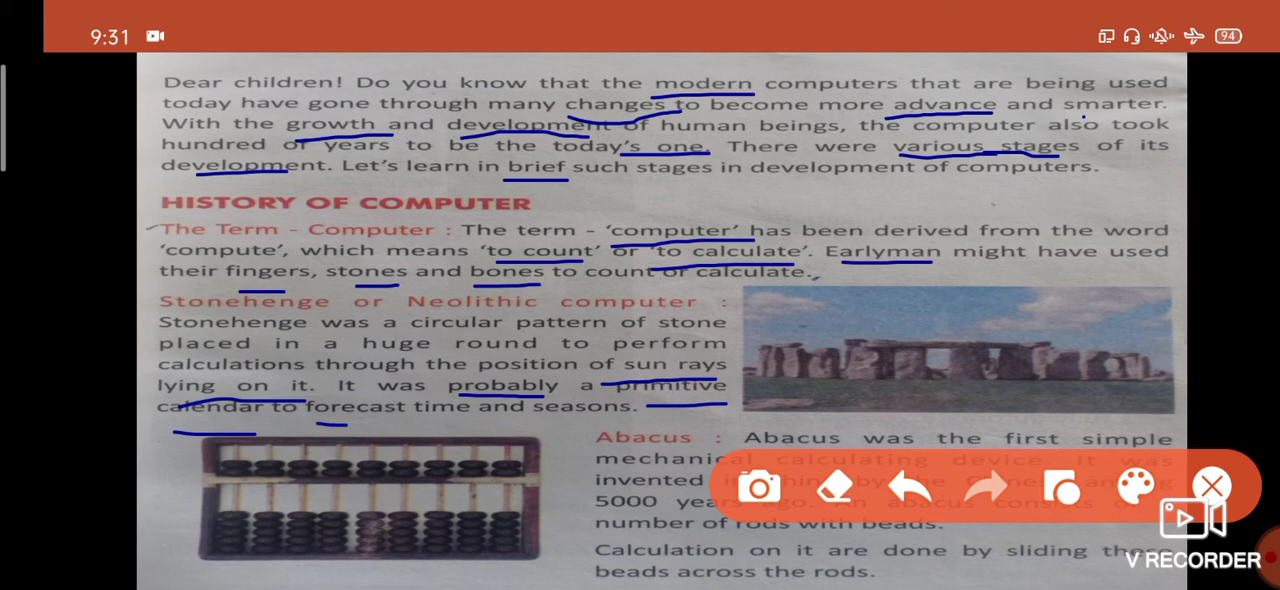 9:31
94
Dear children! Do you know that the modern computers that are being used
today have gone through many changes to become more advance and smarter.
With the growth and development of human beings, the computer also took
hundred of years to be the today's one. There were various stages of its
development. Let's learn in brief such stages in development of computers.
HISTORY OF COMPUTER
The Term - Computer : The term - 'computer' has been derived from the word
'compute', which means 'to count' or 'to calculate'. Earlyman might have used
their fingers, stones and bones to count or calculate.
Stonehenge or Neolithic computer :
Stonehenge was a circular pattern of stone
placed in a huge round to perform
calculations through the position of sun rays
lying on it. It was probably a primitive
calendar to forecast time and seasons.
Abacus : Abacus was the first simple
mechanical calculating device. It was
invented in China by the
5000 years ago. An abacus consists of
number of rods with beads.
Calculation on it are done by sliding these
beads across the rods.
V RECORDER